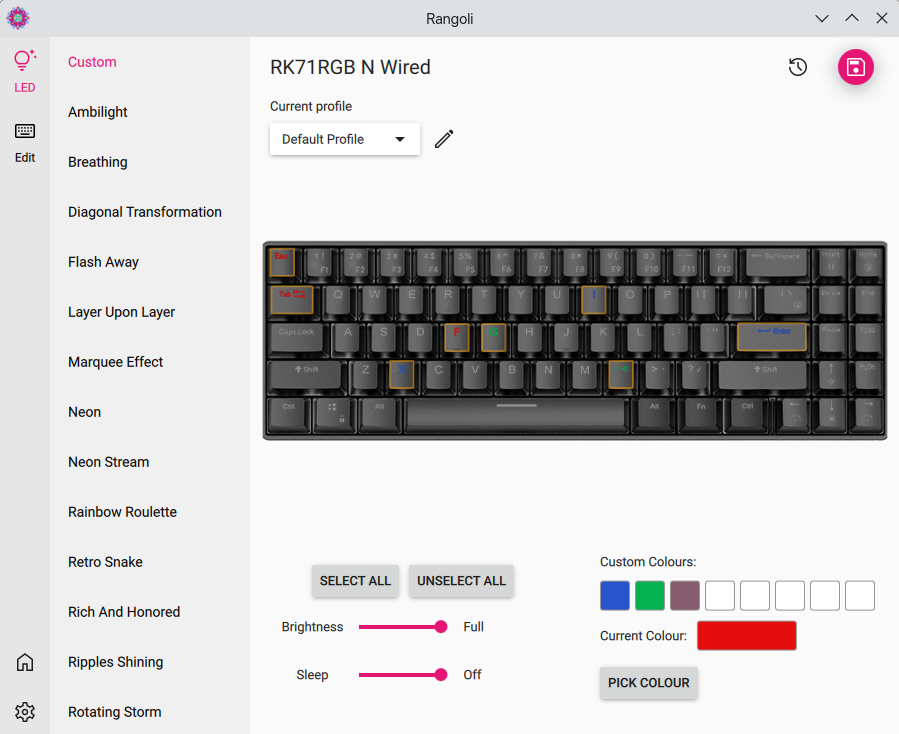 Rangoli
LED
Edit
Custom
Ambilight
Breathing
Diagonal Transformation
Flash Away
Layer Upon Layer
Marquee Effect
Neon
Neon Stream
Rainbow Roulette
Retro Snake
Rich And Honored
Ripples Shining
Rotating Storm
RK71RGB N Wired
Current profile
Default Profile
Esc F1 F2 F3 F4 F5 F6 F7 F8 F9 F10 F11 F12 Backspace Insert Home
Tab Q W E R T Y U I O P
Caps Lock A S D F G H J K L Enter
Shift Z X C V B N M Shift
Ctrl Alt Alt Fn Ctrl
SELECT ALL UNSELECT ALL
Brightness Full
Sleep Off
Custom Colours:
Current Colour:
PICK COLOUR